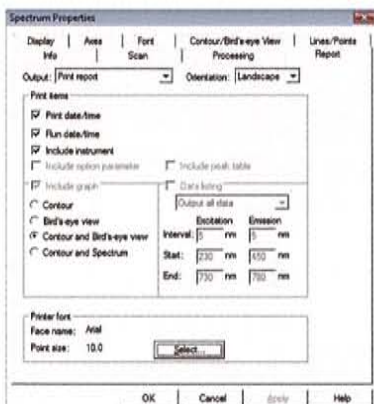 Spectrum Properties
Display Axes Font Contour/Bird's-eye View Lines/Points
Info Scan Processing Report
Output: Print report Orientation: Landscape
Print items
Print date/time
Run date/time
Include instrument
Include option parameter Include peak table
Include graph Data listing
Contour Output all data
Bird's-eye view Excitation Emission
Contour and Bird's-eye view Interval: 5 nm 5 nm
Contour and Spectrum Start: 230 nm 450 nm
End: 730 nm 780 nm
Printer font
Face name: Arial
Point size: 10.0 Select...
OK Cancel Apply Help